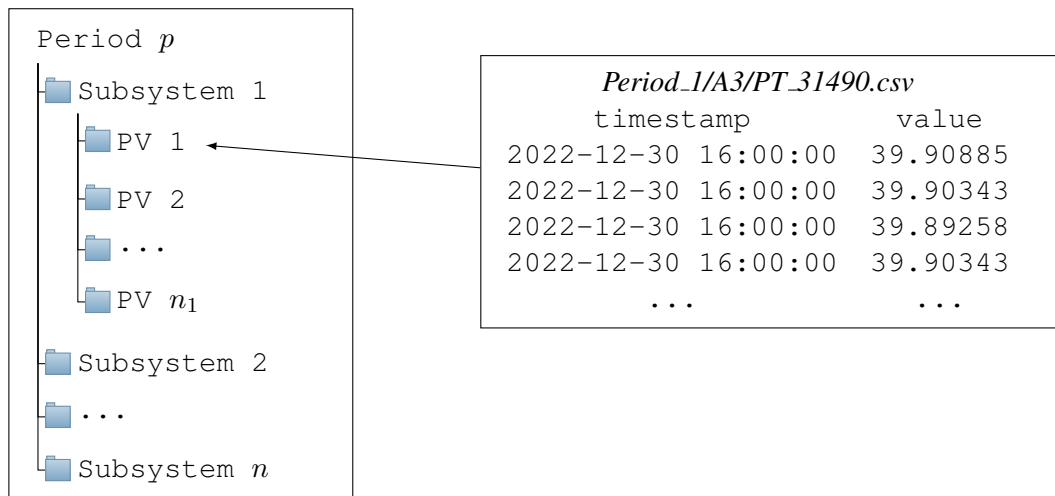 Period p
Subsystem 1
PV 1
PV 2
...
PV n₁
Subsystem 2
...
Subsystem n
Period_1/A3/PT_31490.csv
timestamp value
2022-12-30 16:00:00 39.90885
2022-12-30 16:00:00 39.90343
2022-12-30 16:00:00 39.89258
2022-12-30 16:00:00 39.90343
... ...